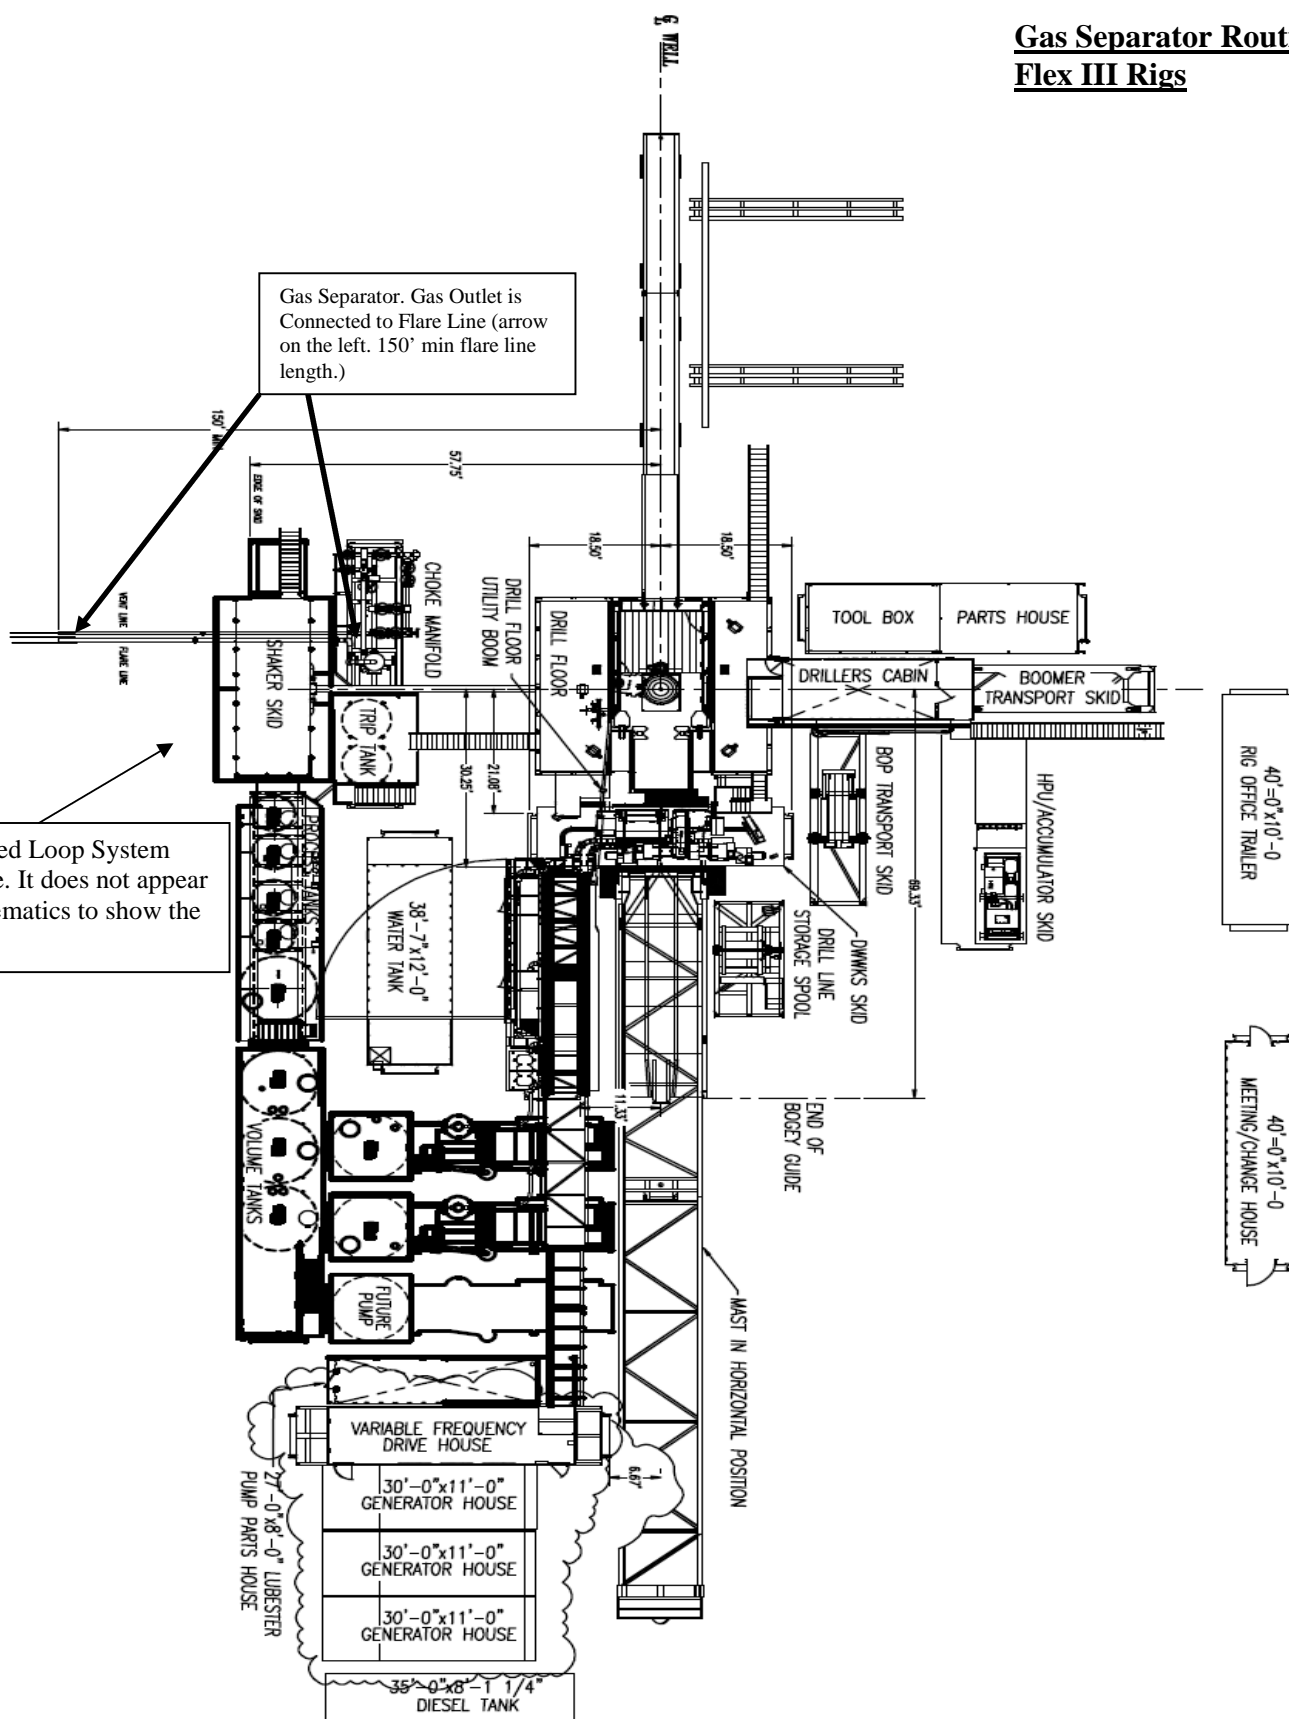 Gas Separator Routi
Flex III Rigs
WELL
Gas Separator. Gas Outlet is
Connected to Flare Line (arrow
on the left. 150’ min flare line
length.)
150' MIN
57.75'
EDGE OF SKID
18.50'
18.50'
CHOKE MANIFOLD
DRILL FLOOR
UTILITY BOOM
DRILL FLOOR
TOOL BOX
PARTS HOUSE
DRILLERS CABIN
BOOMER
TRANSPORT SKID
VENT LINE
FLARE LINE
SHAKER SKID
TRIP TANK
30.25'
21.08'
BOP TRANSPORT SKID
HPU/ACCUMULATOR SKID
40'=0"x10'-0
RIG OFFICE TRAILER
69.33'
ed Loop System
e. It does not appear
ematics to show the
PROCESS TANKS
38'-7"x12'-0"
WATER TANK
DRILL LINE
STORAGE SPOOL
DWWKS SKID
11.33'
END OF
BOGEY GUIDE
40'=0"x10'-0
MEETING/CHANGE HOUSE
VOLUME TANKS
FUTURE
PUMP
MAST IN HORIZONTAL POSITION
VARIABLE FREQUENCY
DRIVE HOUSE
6.67'
27'-0"x8'-0" LUBESTER
PUMP PARTS HOUSE
30'-0"x11'-0"
GENERATOR HOUSE
30'-0"x11'-0"
GENERATOR HOUSE
30'-0"x11'-0"
GENERATOR HOUSE
35'-0"x8'-1 1/4"
DIESEL TANK